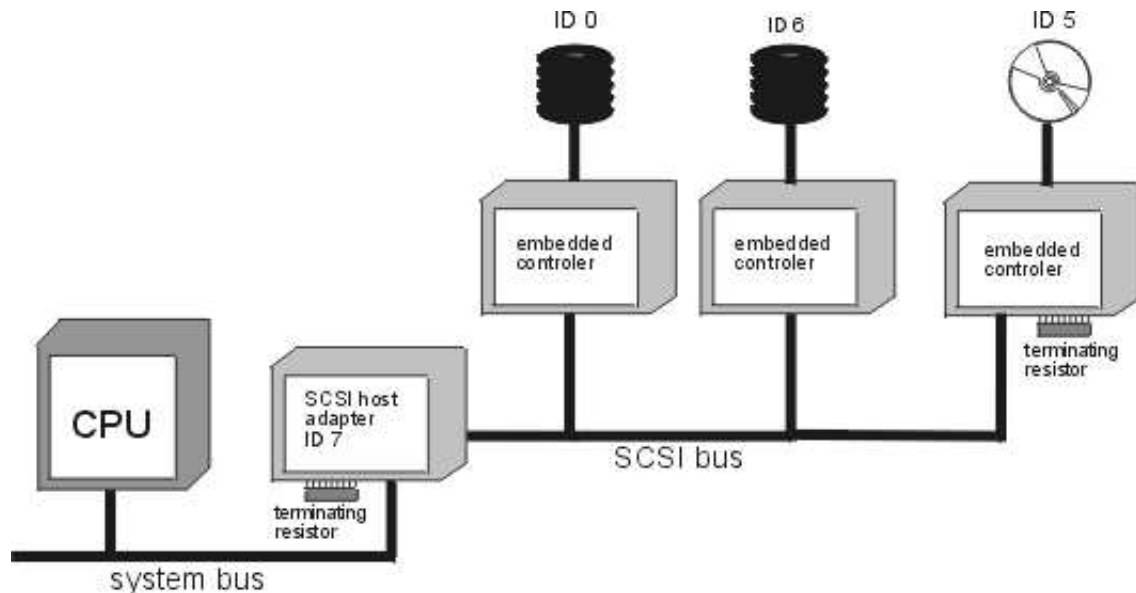 ID 0
ID 6
ID 5
embedded
controler
embedded
controler
embedded
controler
terminating
resistor
CPU
SCSI host
adapter
ID 7
SCSI bus
terminating
resistor
system bus